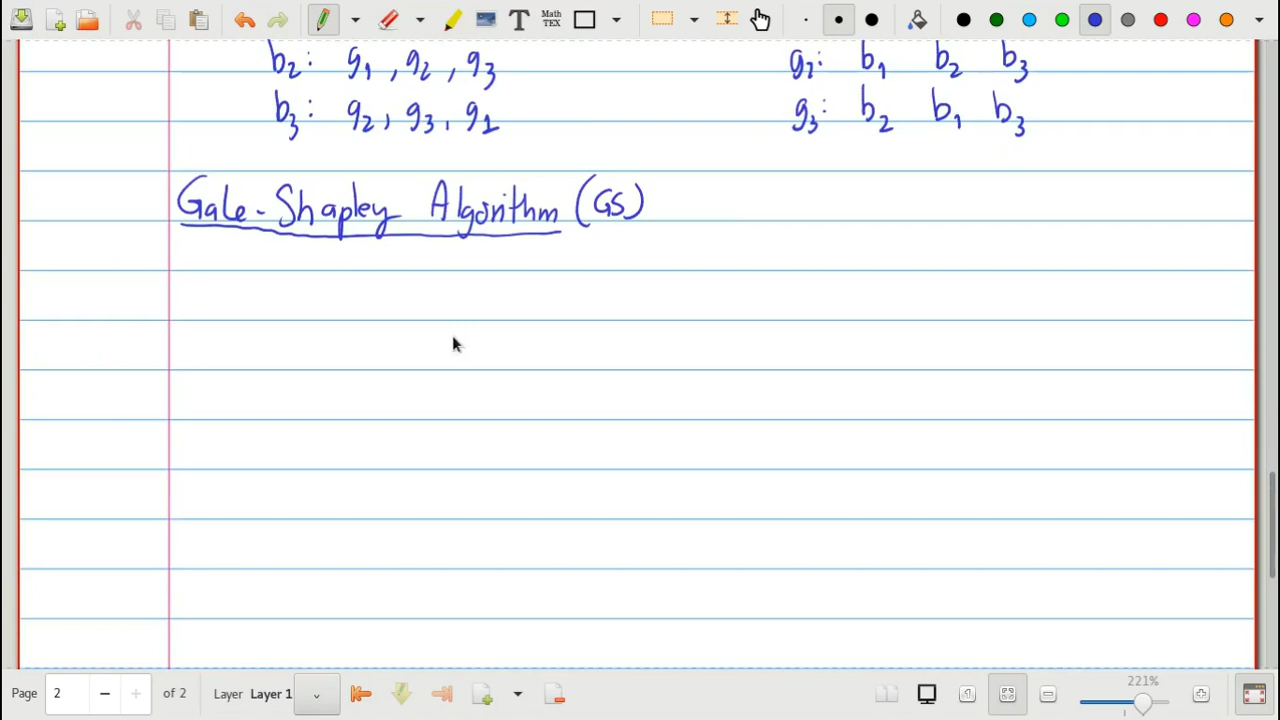 b2: g1, g2, g3 g2: b1 b2 b3
b3: g2, g3, g1 g3: b2 b1 b3
Gale-Shapley Algorithm (GS)
Page 2 of 2 Layer Layer 1 221%